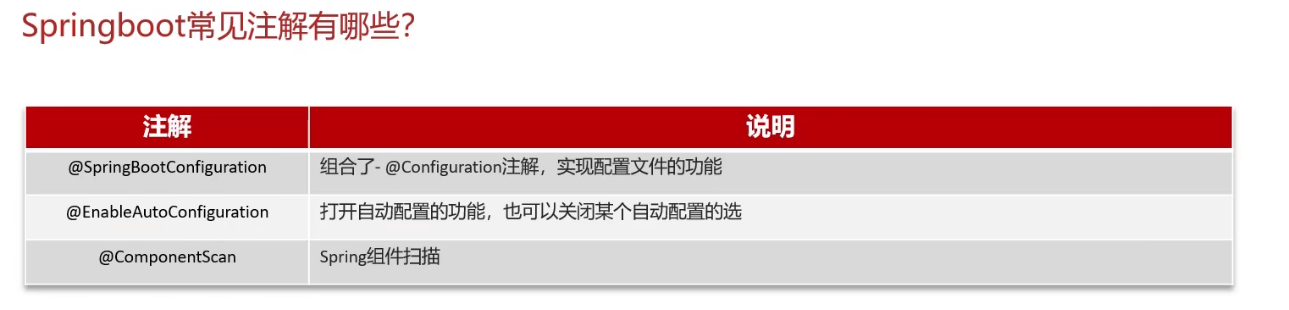 Springboot常见注解有哪些？
注解 说明
@SpringBootConfiguration 组合了- @Configuration注解，实现配置文件的功能
@EnableAutoConfiguration 打开自动配置的功能，也可以关闭某个自动配置的选
@ComponentScan Spring组件扫描